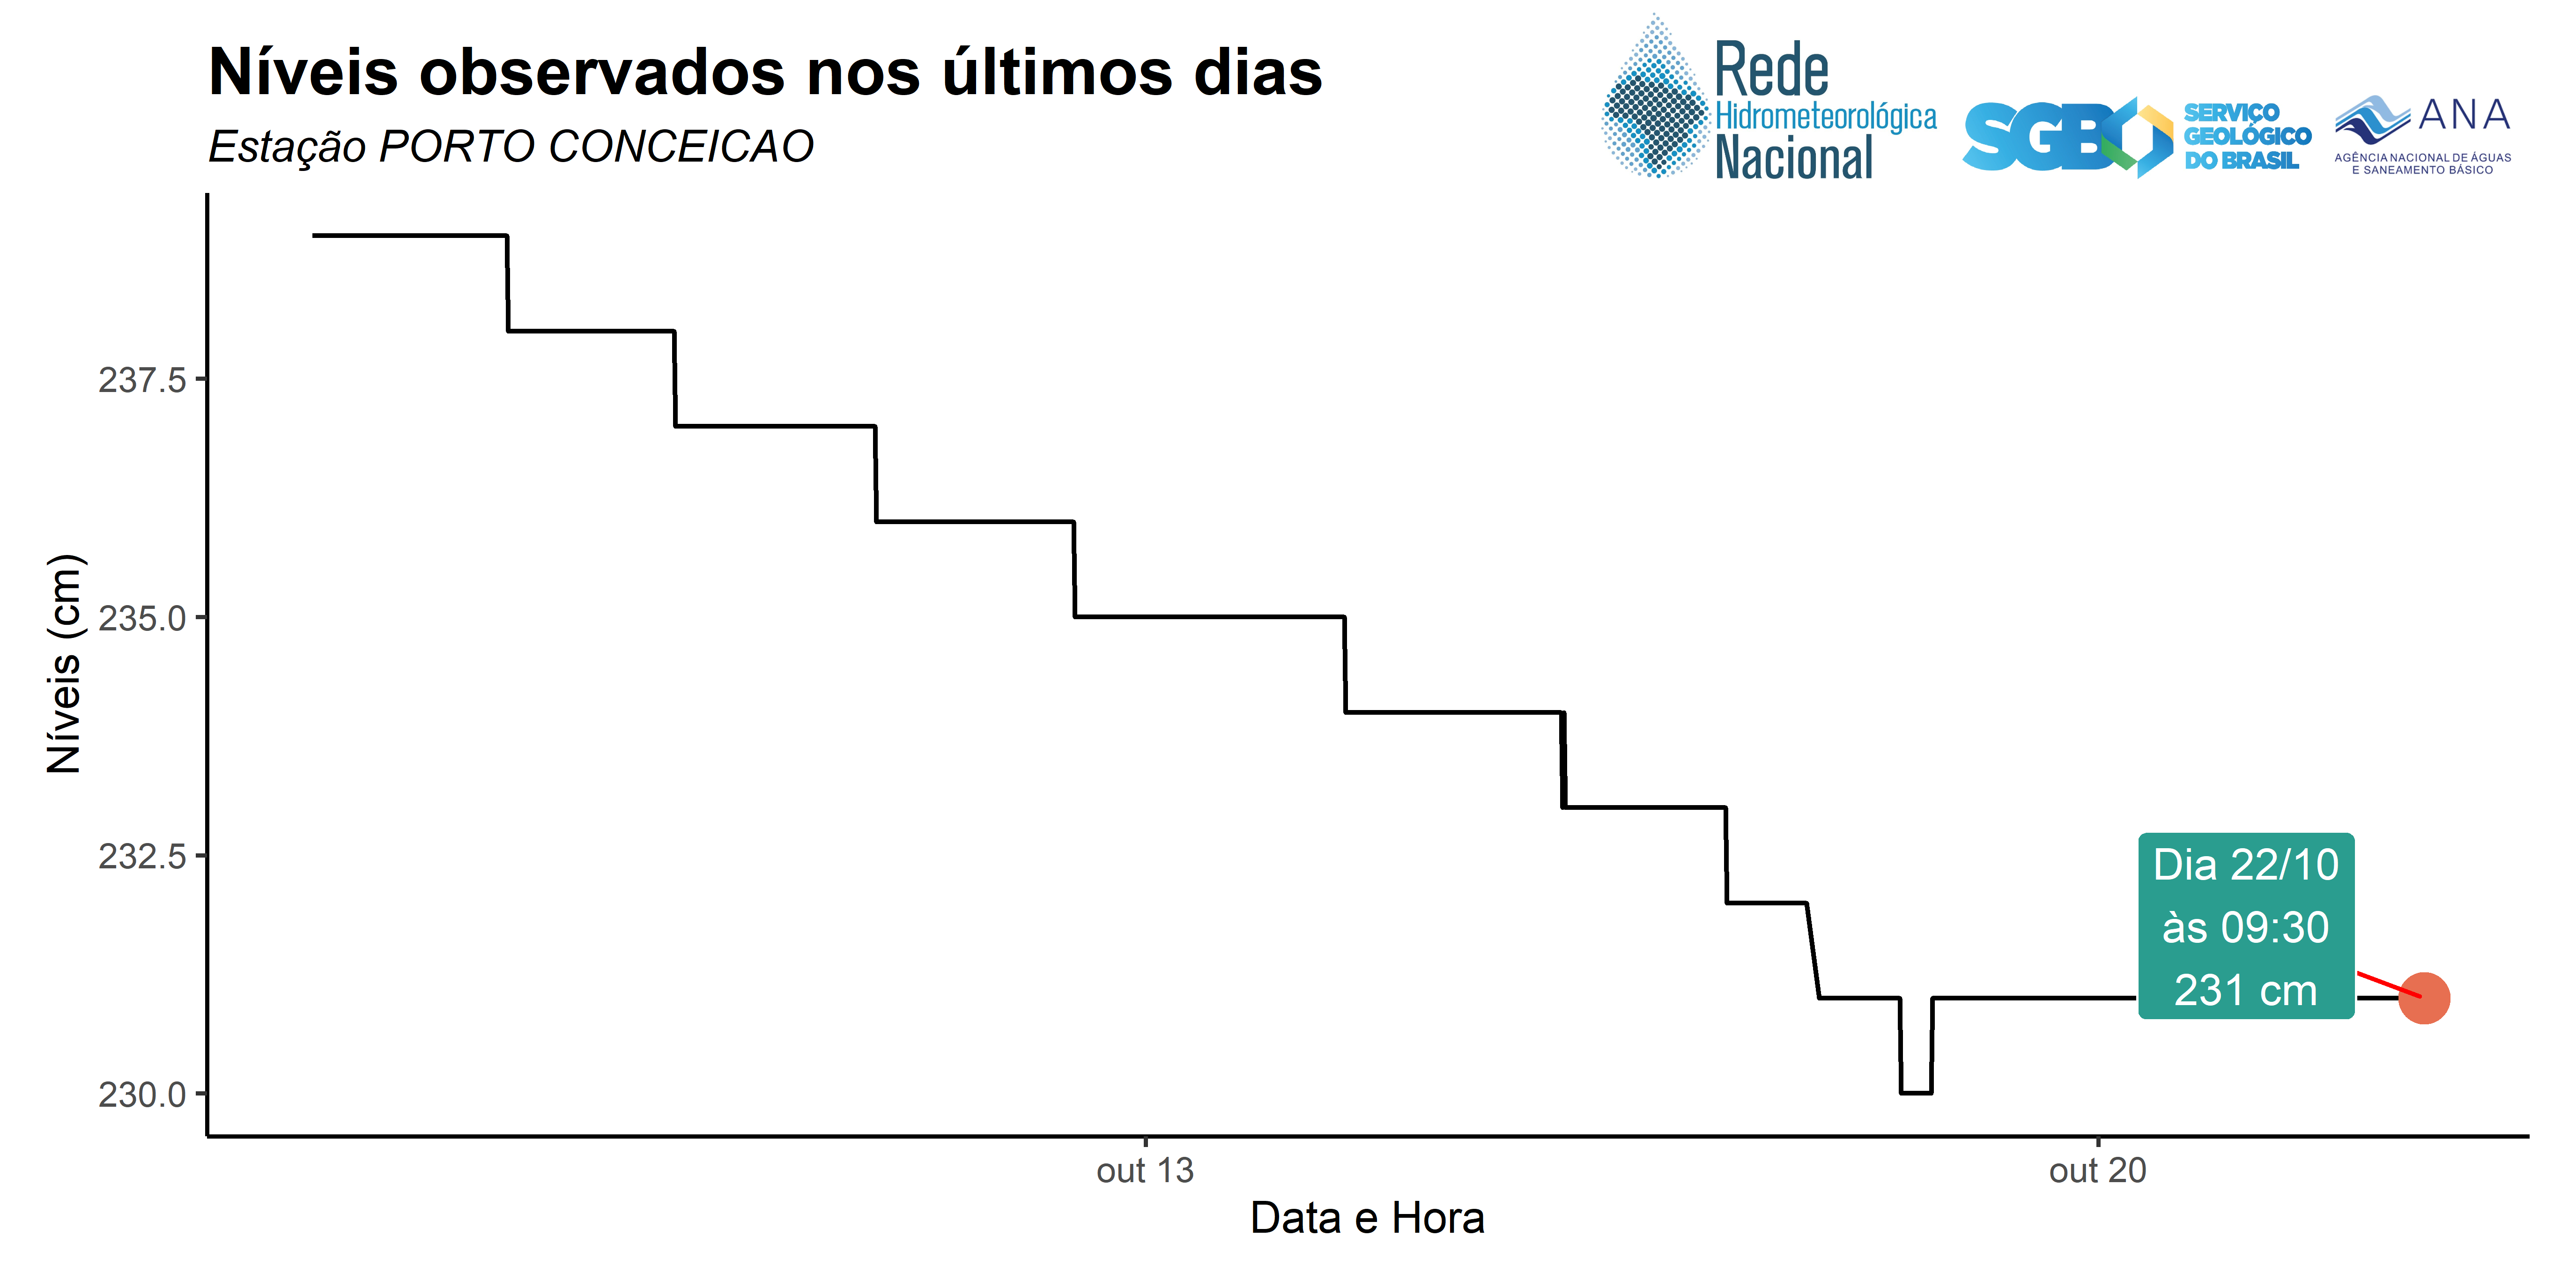 Níveis observados nos últimos dias
Estação PORTO CONCEICAO
Rede
Hidrometeorológica
Nacional
SGB
SERVIÇO
GEOLÓGICO
DO BRASIL
ANA
AGÊNCIA NACIONAL DE ÁGUAS
E SANEAMENTO BÁSICO
Níveis (cm)
237.5
235.0
232.5
230.0
Dia 22/10
às 09:30
231 cm
out 13
out 20
Data e Hora